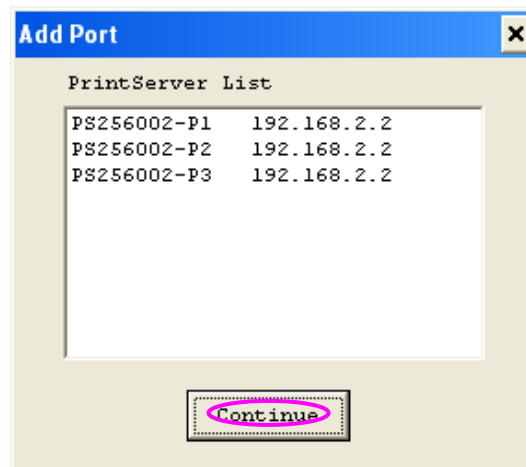 Add Port
PrintServer List
PS256002-P1 192.168.2.2
PS256002-P2 192.168.2.2
PS256002-P3 192.168.2.2
Continue